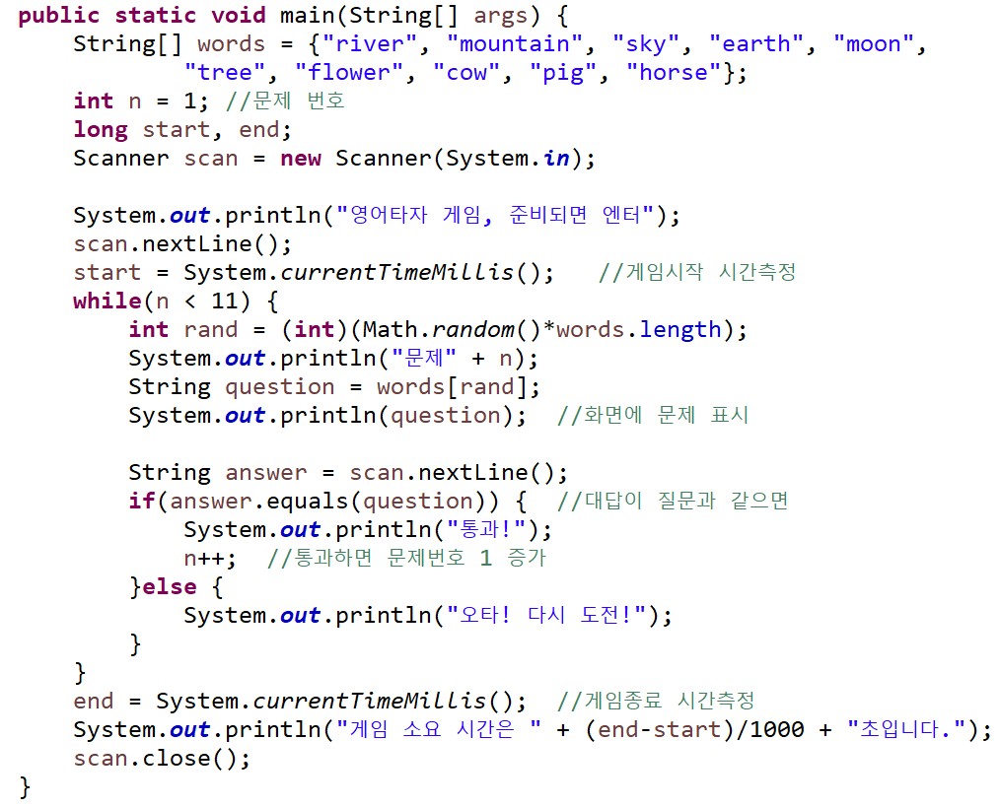 public static void main(String[] args) {
    String[] words = {"river", "mountain", "sky", "earth", "moon",
            "tree", "flower", "cow", "pig", "horse"};
    int n = 1; //문제 번호
    long start, end;
    Scanner scan = new Scanner(System.in);

    System.out.println("영어타자 게임, 준비되면 엔터");
    scan.nextLine();
    start = System.currentTimeMillis();   //게임시작 시간측정
    while(n < 11) {
        int rand = (int)(Math.random()*words.length);
        System.out.println("문제" + n);
        String question = words[rand];
        System.out.println(question);  //화면에 문제 표시

        String answer = scan.nextLine();
        if(answer.equals(question)) {  //대답이 질문과 같으면
            System.out.println("통과!");
            n++;  //통과하면 문제번호 1 증가
        }else {
            System.out.println("오타! 다시 도전!");
        }
    }
    end = System.currentTimeMillis();  //게임종료 시간측정
    System.out.println("게임 소요 시간은 " + (end-start)/1000 + "초입니다.");
    scan.close();
}